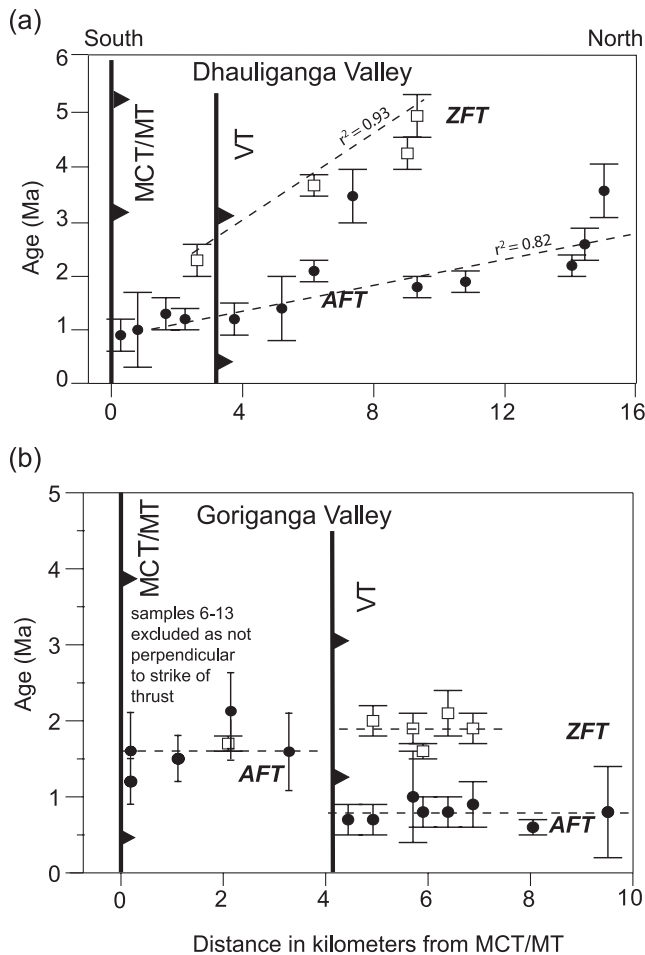 (a)
South
North
Dhauliganga Valley
6
5
4
3
2
1
0
Age (Ma)
MCT/MT
VT
r² = 0.93
ZFT
r² = 0.82
AFT
0
4
8
12
16
(b)
Goriganga Valley
5
4
3
2
1
0
Age (Ma)
MCT/MT
VT
samples 6-13
excluded as not
perpendicular
to strike of
thrust
AFT
ZFT
AFT
0
2
4
6
8
10
Distance in kilometers from MCT/MT